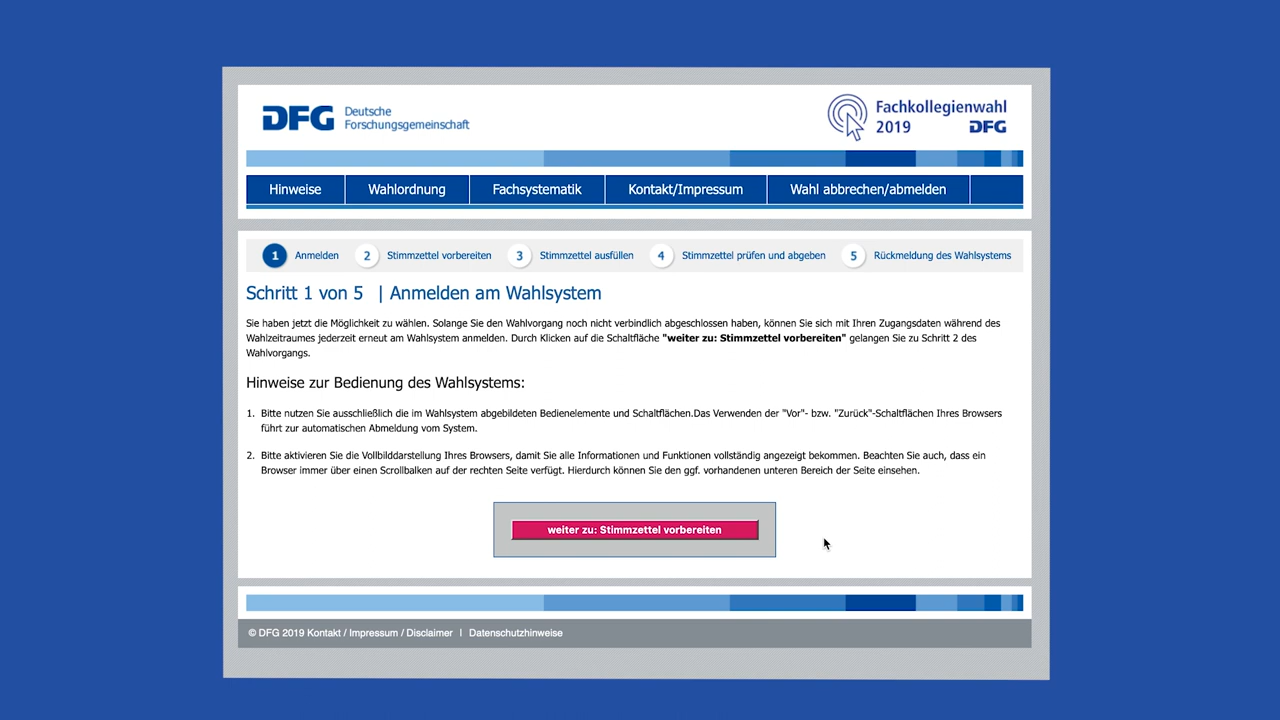 DFG Deutsche
Forschungsgemeinschaft
Fachkollegienwahl
2019 DFG
Hinweise Wahlordnung Fachsystematik Kontakt/Impressum Wahl abbrechen/abmelden
1 Anmelden 2 Stimmzettel vorbereiten 3 Stimmzettel ausfüllen 4 Stimmzettel prüfen und abgeben 5 Rückmeldung des Wahlsystems
Schritt 1 von 5 | Anmelden am Wahlsystem
Sie haben jetzt die Möglichkeit zu wählen. Solange Sie den Wahlvorgang noch nicht verbindlich abgeschlossen haben, können Sie sich mit Ihren Zugangsdaten während des
Wahlzeitraumes jederzeit erneut am Wahlsystem anmelden. Durch Klicken auf die Schaltfläche "weiter zu: Stimmzettel vorbereiten" gelangen Sie zu Schritt 2 des
Wahlvorgangs.
Hinweise zur Bedienung des Wahlsystems:
1. Bitte nutzen Sie ausschließlich die im Wahlsystem abgebildeten Bedienelemente und Schaltflächen.Das Verwenden der "Vor"- bzw. "Zurück"-Schaltflächen Ihres Browsers
führt zur automatischen Abmeldung vom System.
2. Bitte aktivieren Sie die Vollbilddarstellung Ihres Browsers, damit Sie alle Informationen und Funktionen vollständig angezeigt bekommen. Beachten Sie auch, dass ein
Browser immer über einen Scrollbalken auf der rechten Seite verfügt. Hierdurch können Sie den ggf. vorhandenen unteren Bereich der Seite einsehen.
weiter zu: Stimmzettel vorbereiten
© DFG 2019 Kontakt / Impressum / Disclaimer | Datenschutzhinweise